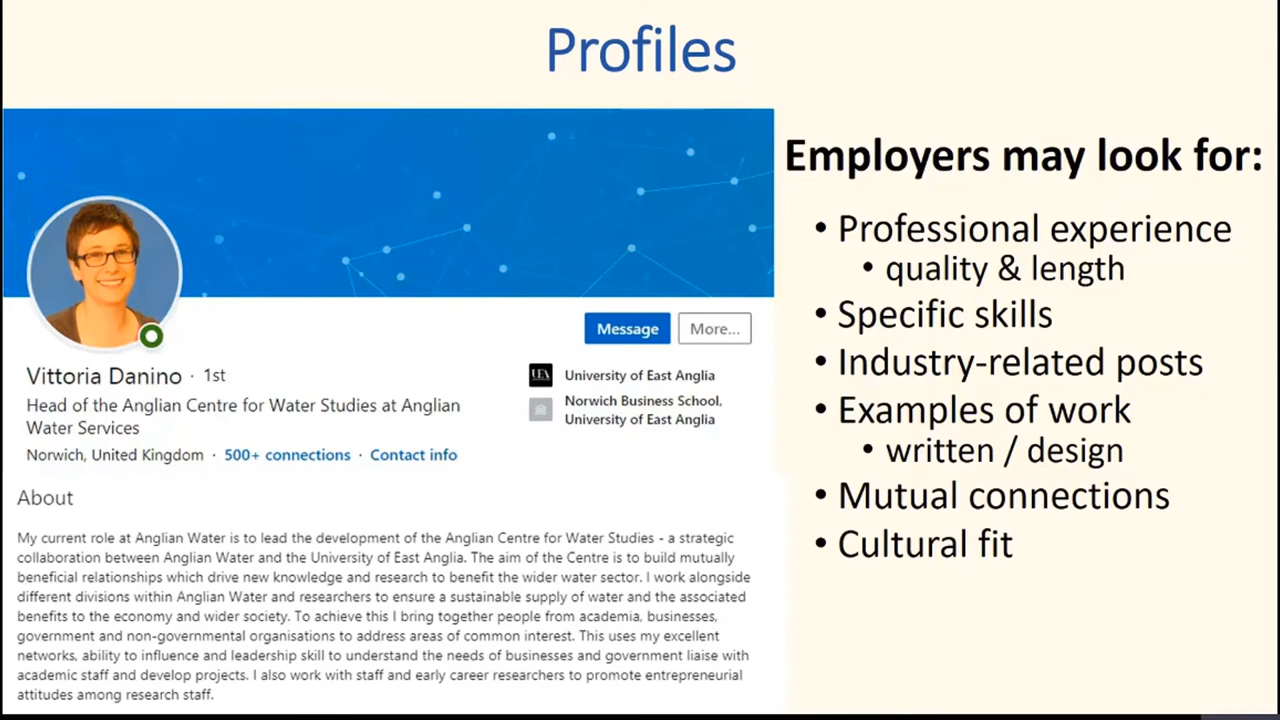 Profiles
Message
More...
Vittoria Danino · 1st
Head of the Anglian Centre for Water Studies at Anglian
Water Services
Norwich, United Kingdom · 500+ connections · Contact info
UEA
University of East Anglia
Norwich Business School,
University of East Anglia
About
My current role at Anglian Water is to lead the development of the Anglian Centre for Water Studies - a strategic
collaboration between Anglian Water and the University of East Anglia. The aim of the Centre is to build mutually
beneficial relationships which drive new knowledge and research to benefit the wider water sector. I work alongside
different divisions within Anglian Water and researchers to ensure a sustainable supply of water and the associated
benefits to the economy and wider society. To achieve this I bring together people from academia, businesses,
government and non-governmental organisations to address areas of common interest. This uses my excellent
networks, ability to influence and leadership skill to understand the needs of businesses and government liaise with
academic staff and develop projects. I also work with staff and early career researchers to promote entrepreneurial
attitudes among research staff.
Employers may look for:
• Professional experience
• quality & length
• Specific skills
• Industry-related posts
• Examples of work
• written / design
• Mutual connections
• Cultural fit